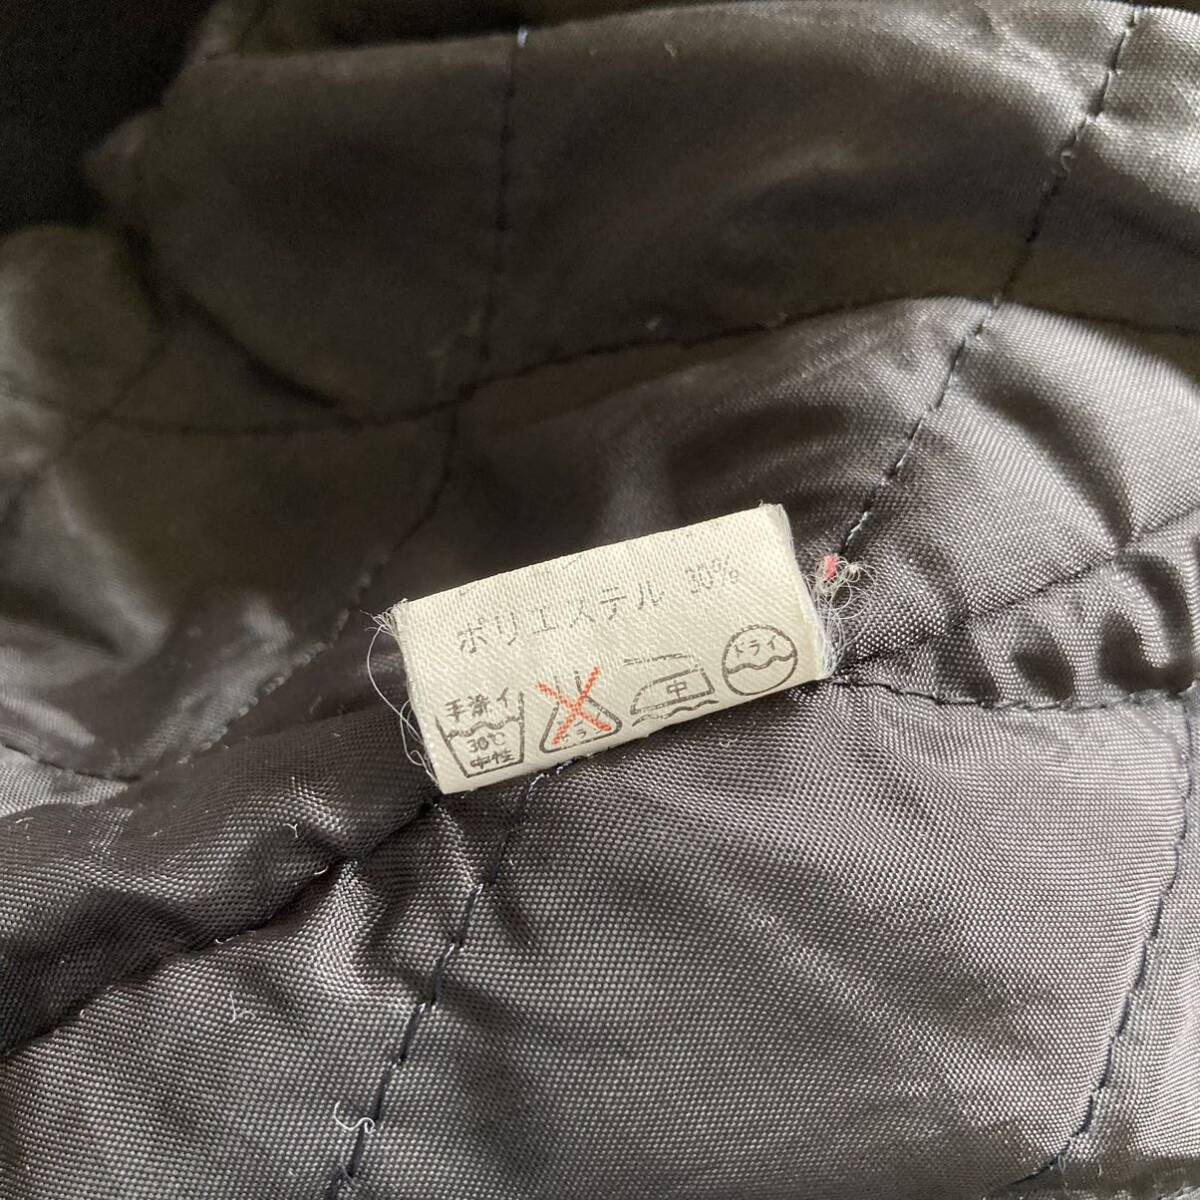 ポリエステル 30%
手洗イ 30℃ 中性
中
ドライ